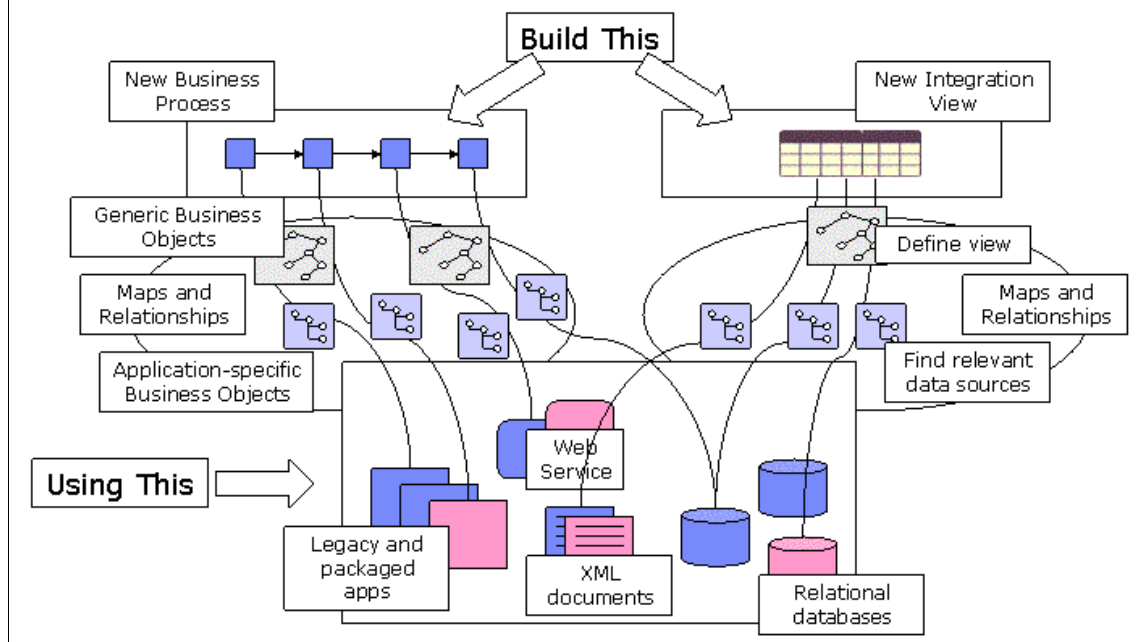 Build This
New Business
Process
New Integration
View
Generic Business
Objects
Define view
Maps and
Relationships
Maps and
Relationships
Application-specific
Business Objects
Find relevant
data sources
Web
Service
Using This
Legacy and
packaged
apps
XML
documents
Relational
databases